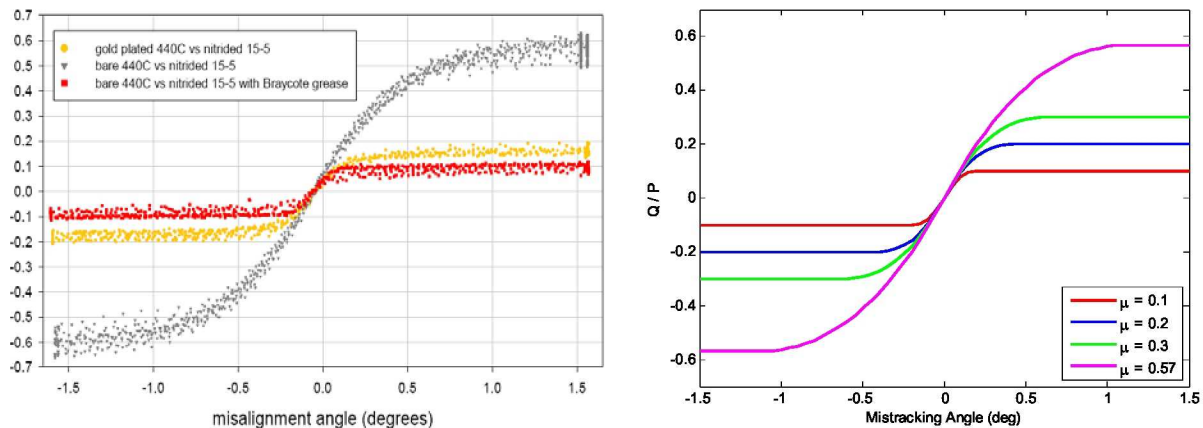 0.7
0.6
0.5
0.4
0.3
0.2
0.1
0.0
-0.1
-0.2
-0.3
-0.4
-0.5
-0.6
-0.7
gold plated 440C vs nitrided 15-5
bare 440C vs nitrided 15-5
bare 440C vs nitrided 15-5 with Braycote grease
-1.5 -1.0 -0.5 0.0 0.5 1.0 1.5
misalignment angle (degrees)
Q / P
0.6
0.4
0.2
0
-0.2
-0.4
-0.6
μ = 0.1
μ = 0.2
μ = 0.3
μ = 0.57
-1.5 -1 -0.5 0 0.5 1 1.5
Mistracking Angle (deg)